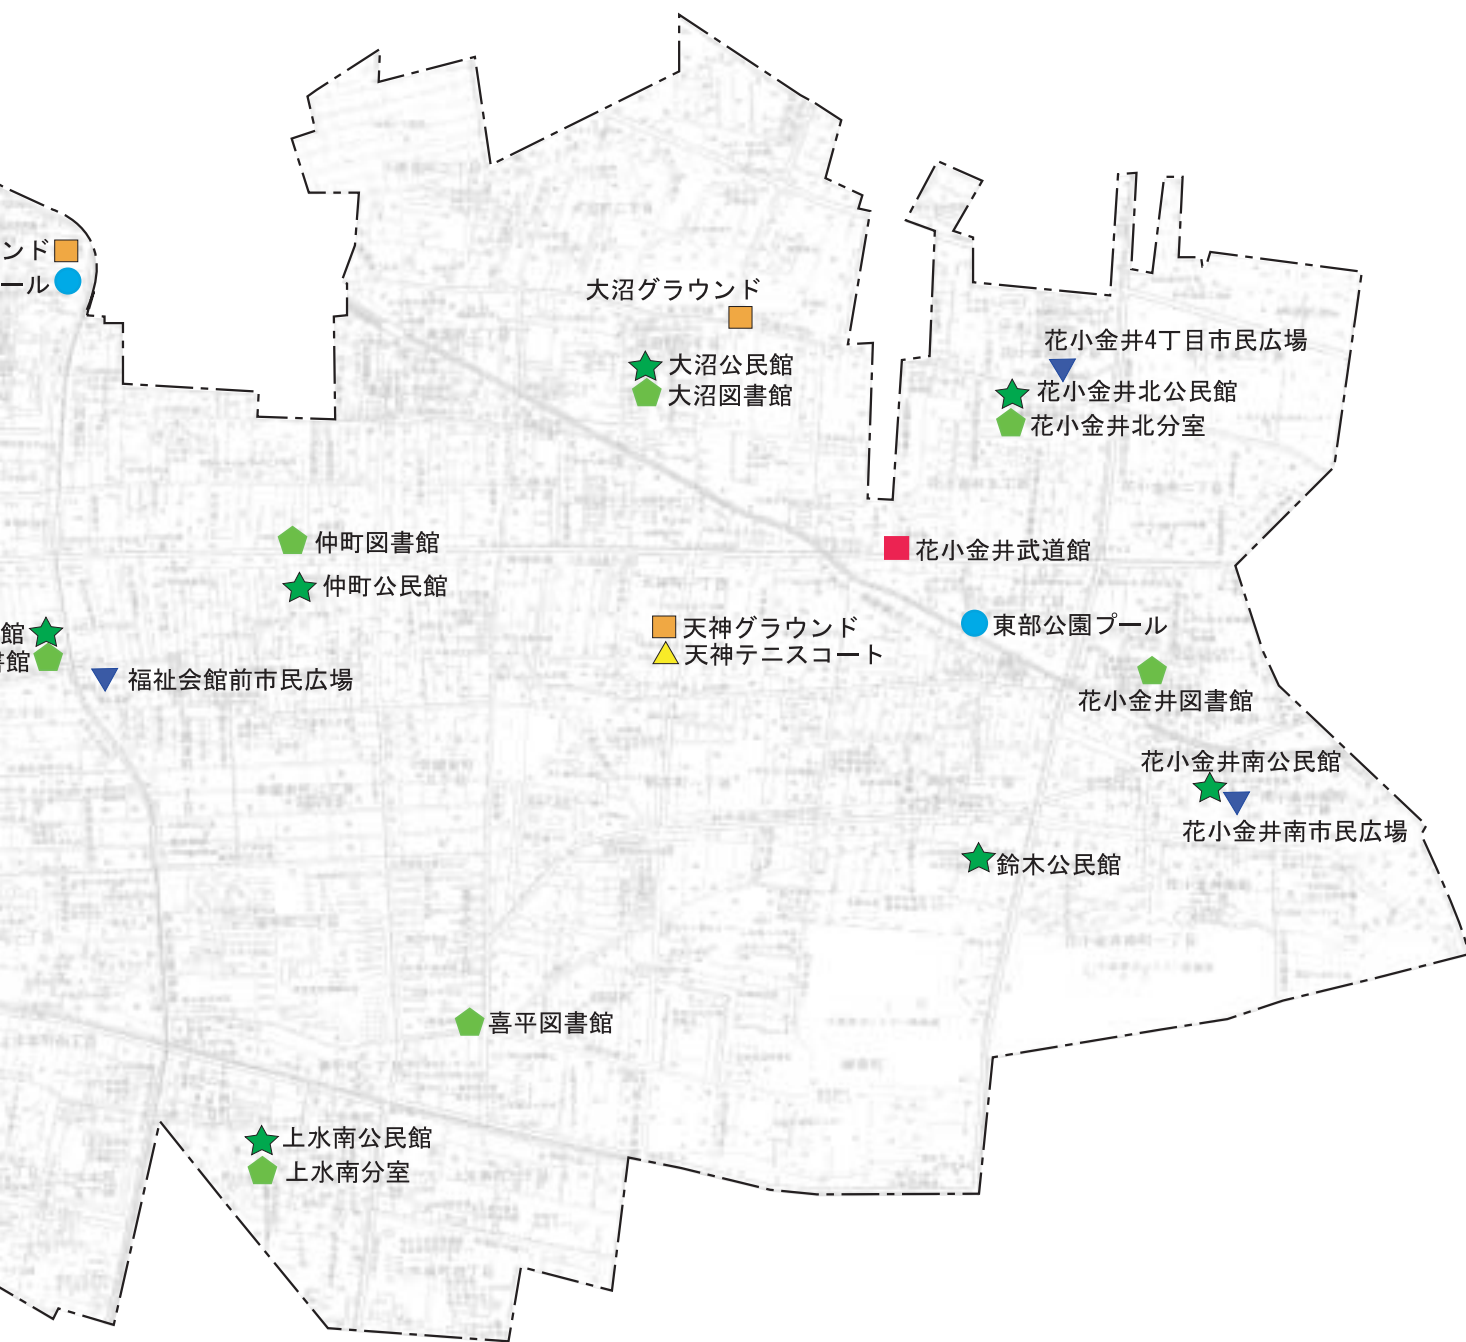 ンド
ール
大沼グラウンド
花小金井4丁目市民広場
大沼公民館
大沼図書館
花小金井北公民館
花小金井北分室
仲町図書館
花小金井武道館
仲町公民館
館
書館
天神グラウンド
天神テニスコート
東部公園プール
福祉会館前市民広場
花小金井図書館
花小金井南公民館
花小金井南市民広場
鈴木公民館
喜平図書館
上水南公民館
上水南分室